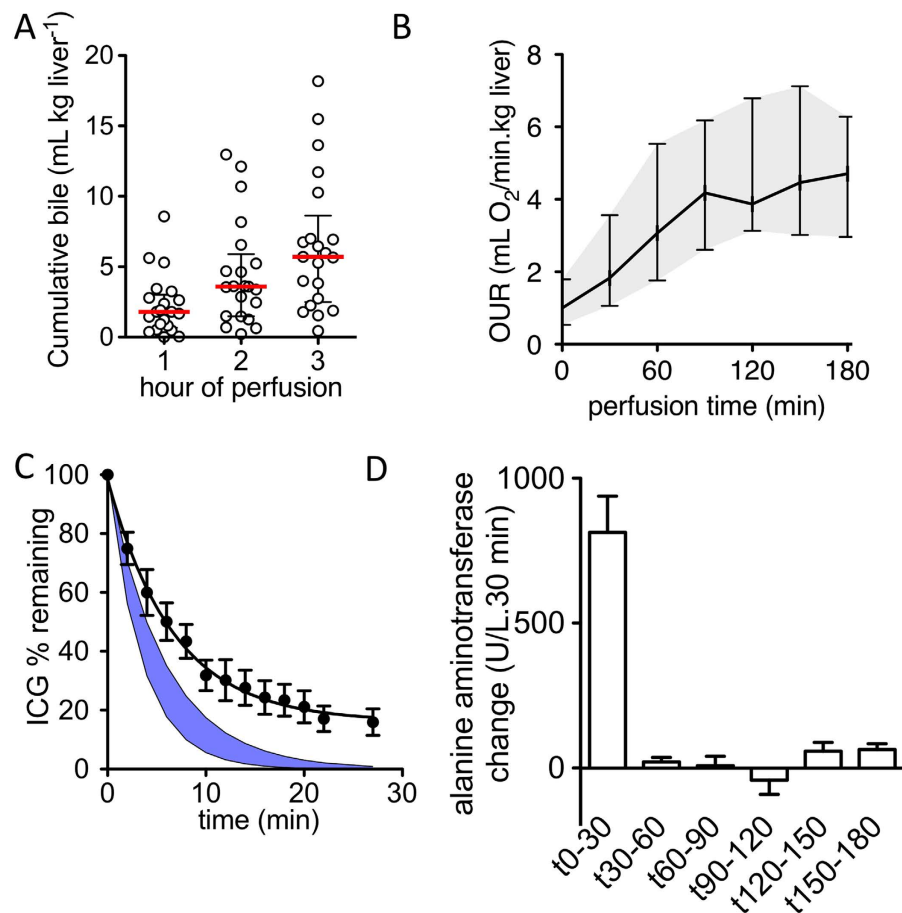 A
Cumulative bile (mL kg liver-1)
20
15
10
5
0
1 2 3
hour of perfusion
B
OUR (mL O2/min.kg liver)
8
6
4
2
0
0 60 120 180
perfusion time (min)
C
ICG % remaining
100
80
60
40
20
0
0 10 20 30
time (min)
D
alanine aminotransferase
change (U/L.30 min)
1000
500
0
t0-30
t30-60
t60-90
t90-120
t120-150
t150-180